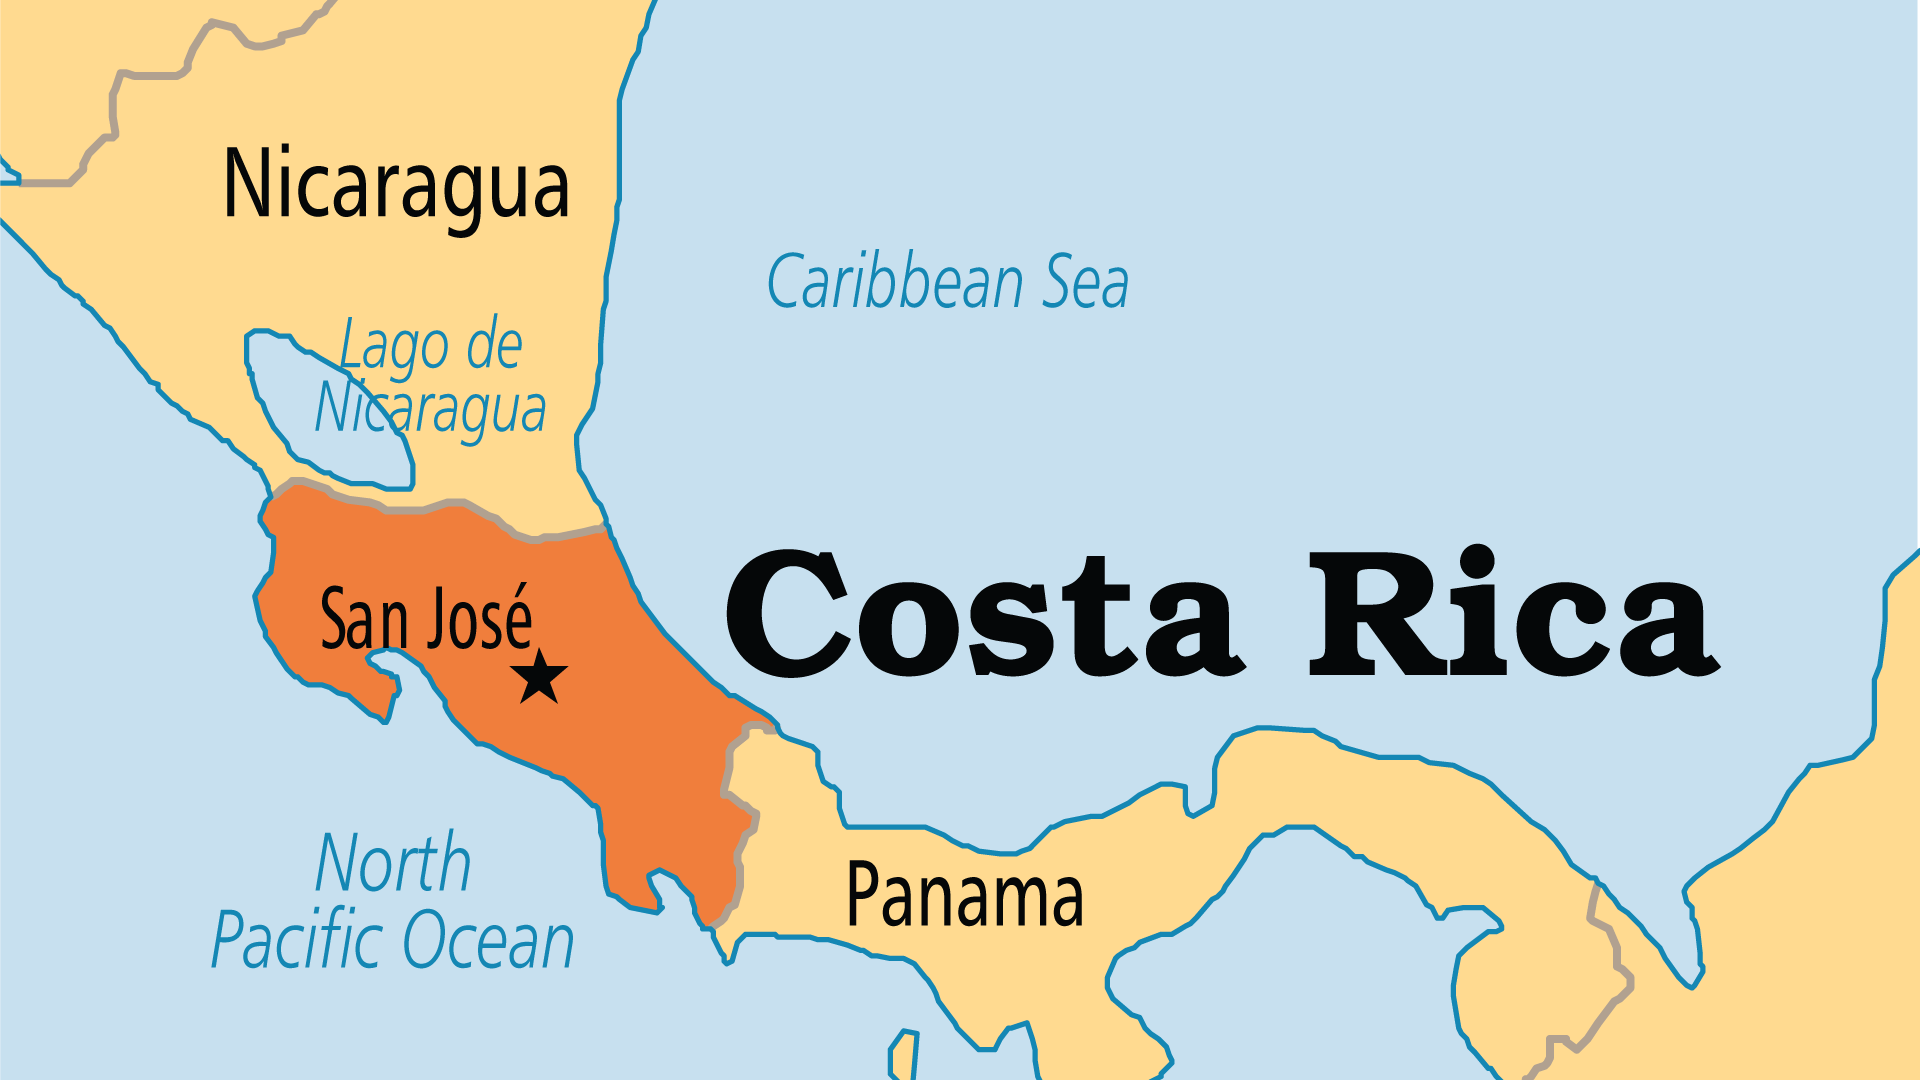 Nicaragua
Caribbean Sea
Lago de
Nicaragua
San José
Costa Rica
North
Pacific Ocean
Panama